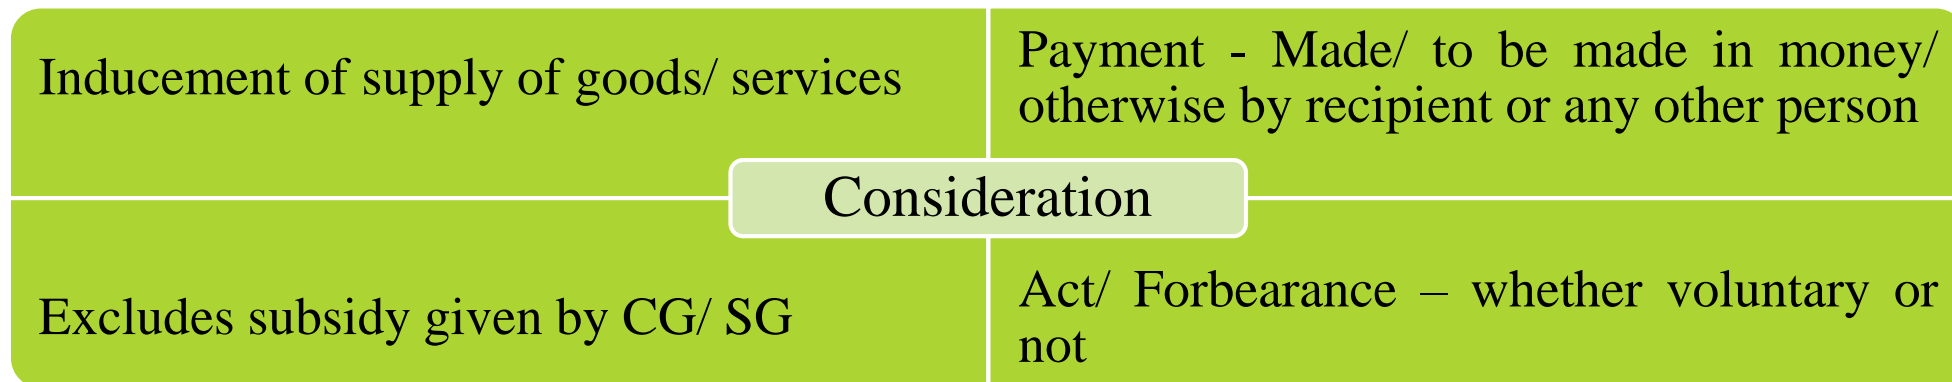 Inducement of supply of goods/ services
Payment - Made/ to be made in money/
otherwise by recipient or any other person
Consideration
Excludes subsidy given by CG/ SG
Act/ Forbearance – whether voluntary or
not